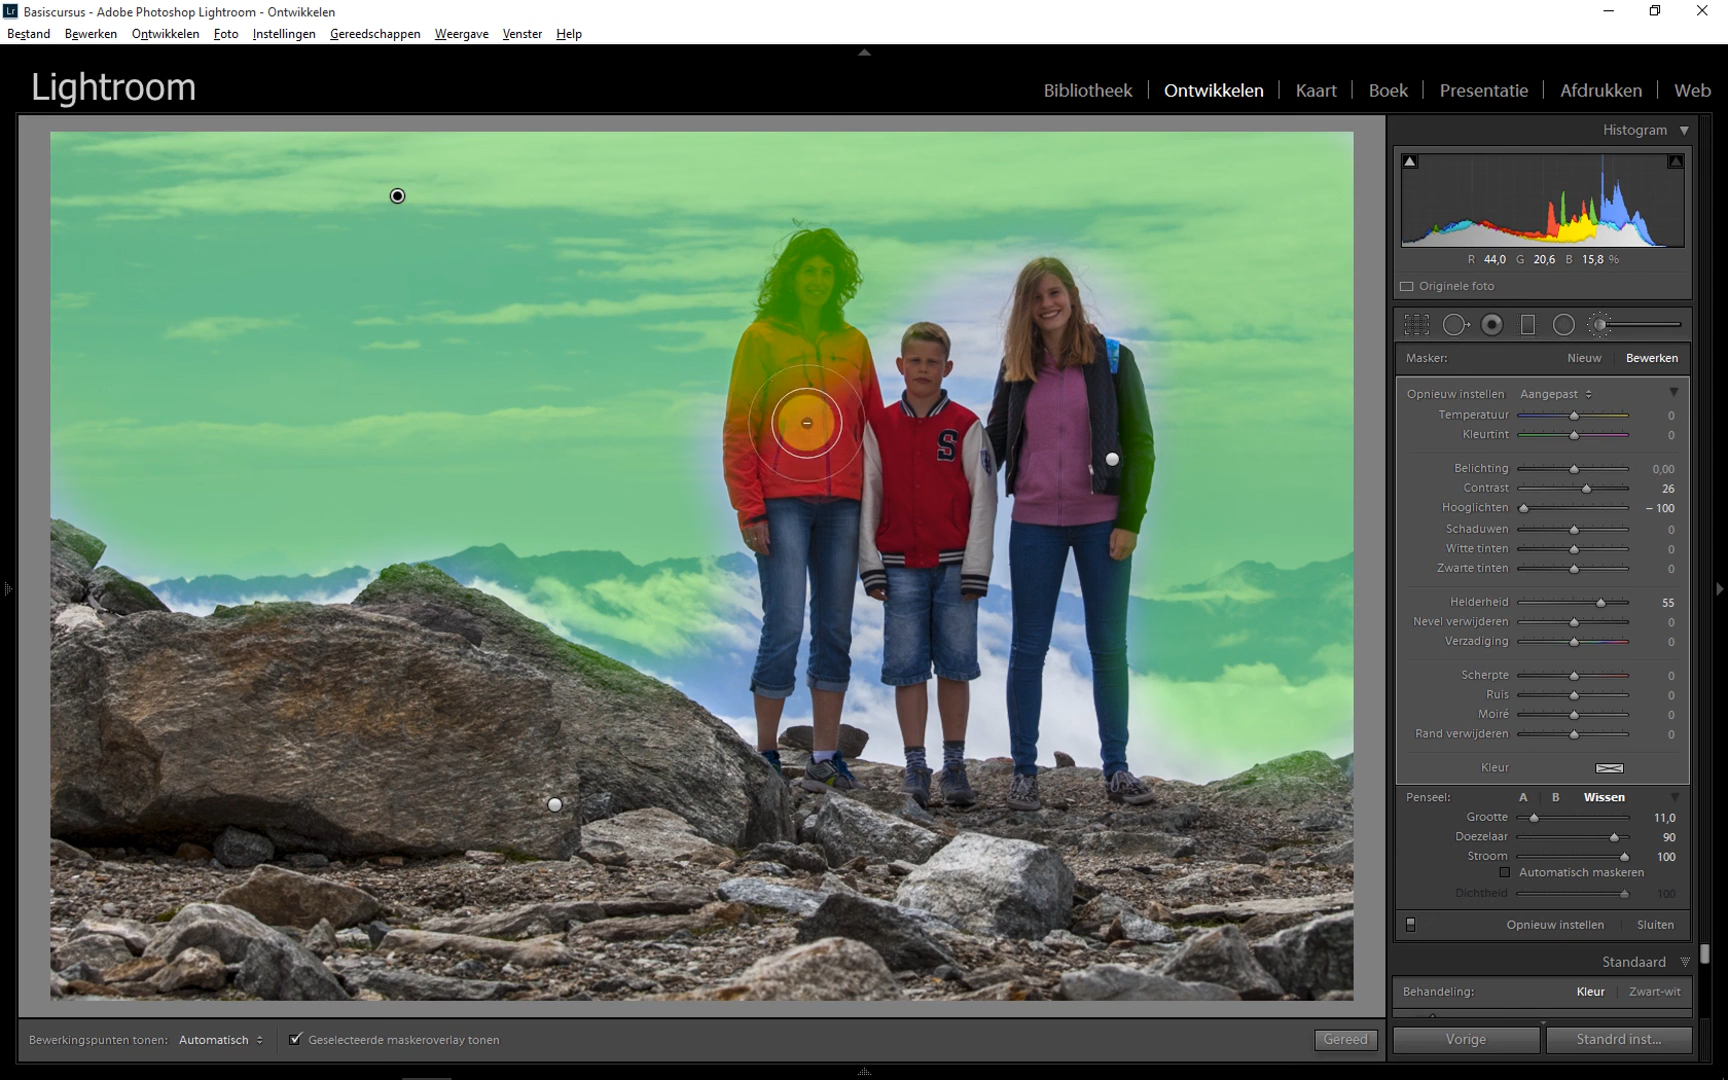 Lr Basiscursus - Adobe Photoshop Lightroom - Ontwikkelen
Bestand Bewerken Ontwikkelen Foto Instellingen Gereedschappen Weergave Venster Help
Lightroom
Bibliotheek Ontwikkelen Kaart Boek Presentatie Afdrukken Web
Histogram
R 44,0 G 20,6 B 15,8 %
Originele foto
Masker: Nieuw Bewerken
Opnieuw instellen Aangepast
Temperatuur 0
Kleurtint 0
Belichting 0,00
Contrast 26
Hooglichten – 100
Schaduwen 0
Witte tinten 0
Zwarte tinten 0
Helderheid 55
Nevel verwijderen 0
Verzadiging 0
Scherpte 0
Ruis 0
Moiré 0
Rand verwijderen 0
Kleur
Penseel: A B Wissen
Grootte 11,0
Doezelaar 90
Stroom 100
Automatisch maskeren
Dichtheid 100
Opnieuw instellen Sluiten
Standaard
Behandeling: Kleur Zwart-wit
S
Bewerkingspunten tonen: Automatisch Geselecteerde maskeroverlay tonen Gereed
Vorige Standrd inst...